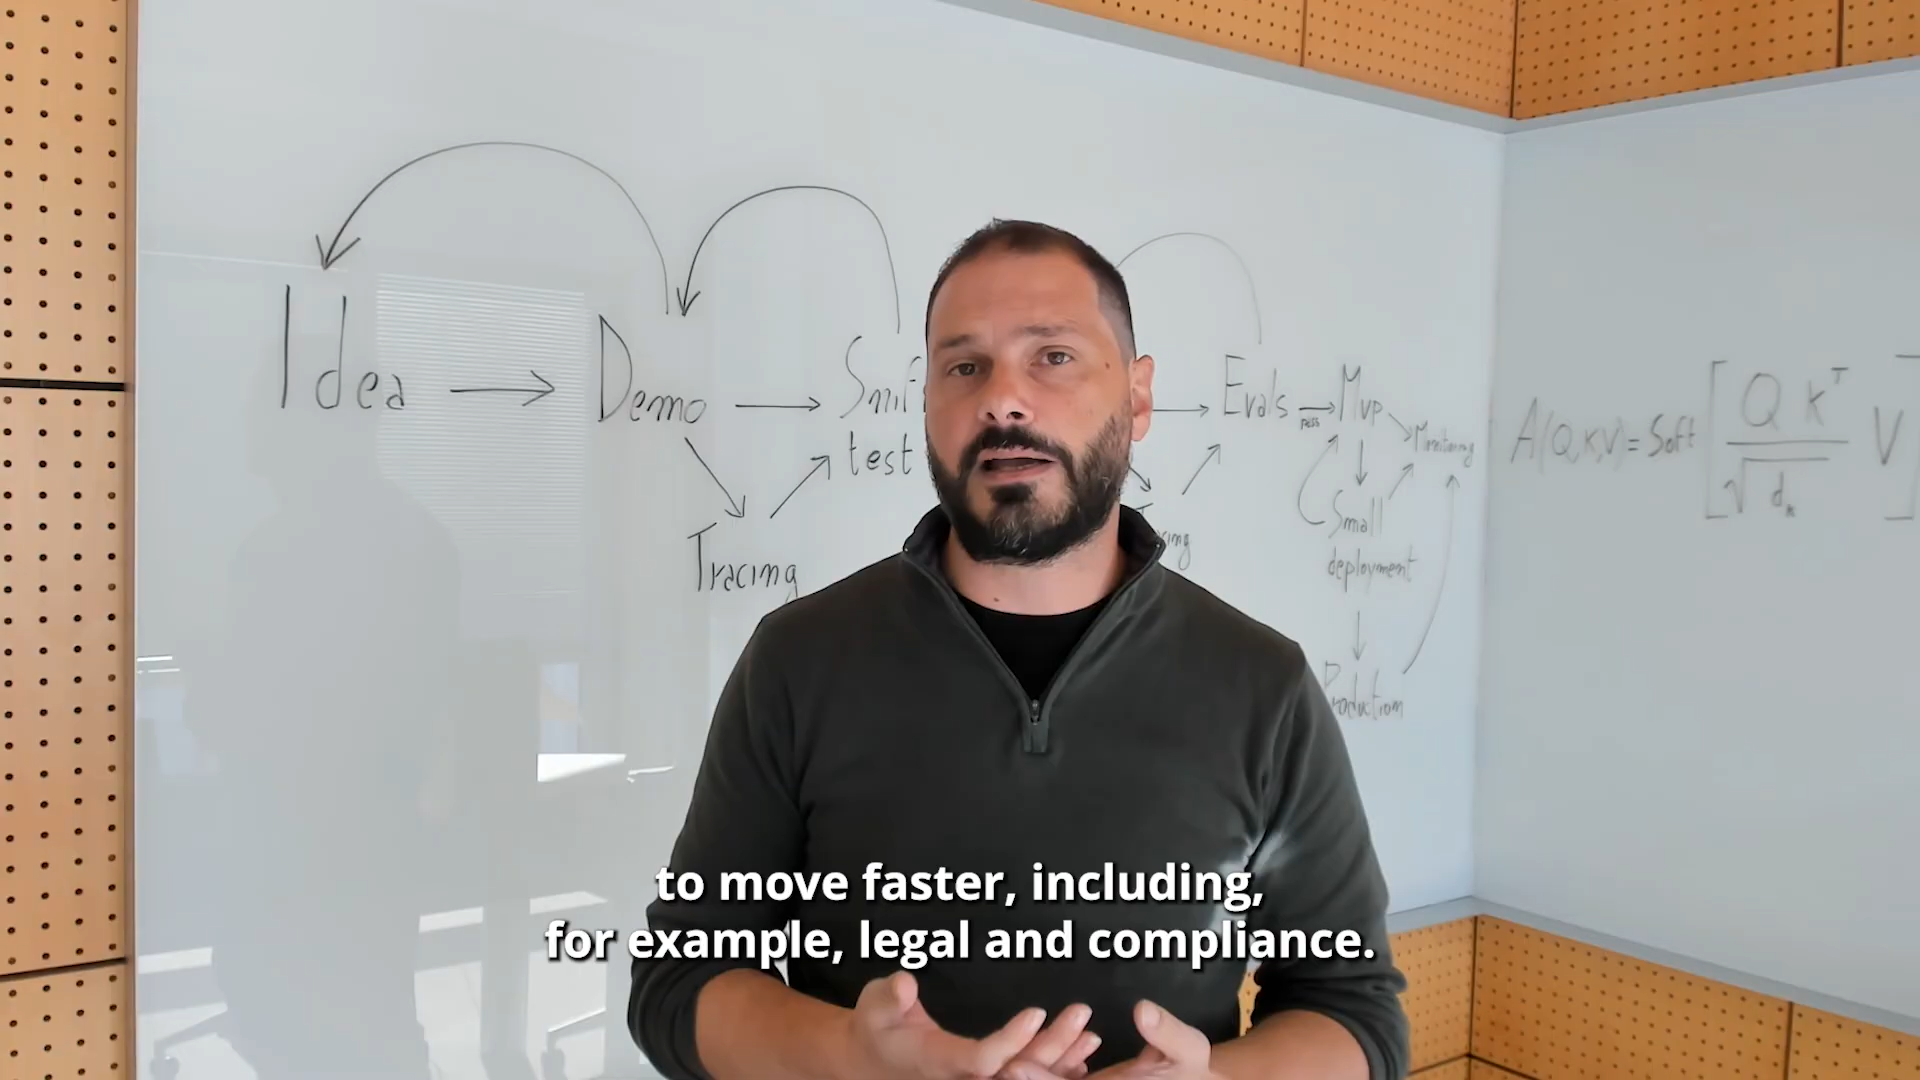 Idea
Demo
test
Tracing
Evals
pass
Mvp
Monitoring
Small
deployment
Production
A(Q,K,V)=Soft [ Q K^T / √d_k V ]
to move faster, including,
for example, legal and compliance.